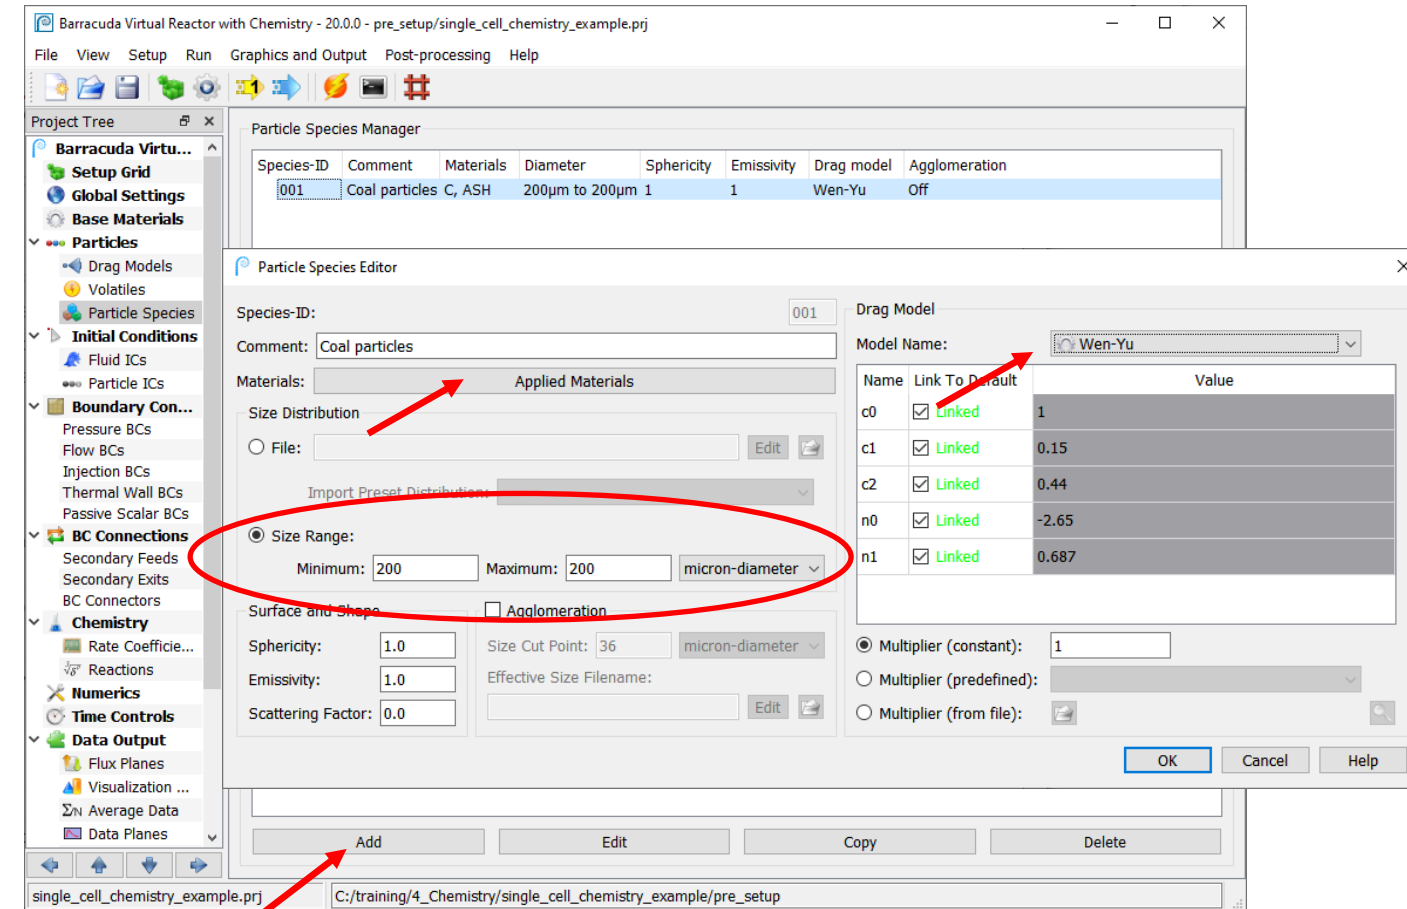 Barracuda Virtual Reactor with Chemistry - 20.0.0 - pre_setup/single_cell_chemistry_example.prj
File View Setup Run Graphics and Output Post-processing Help
Project Tree
Barracuda Virtu...
Setup Grid
Global Settings
Base Materials
Particles
Drag Models
Volatiles
Particle Species
Initial Conditions
Fluid ICs
Particle ICs
Boundary Con...
Pressure BCs
Flow BCs
Injection BCs
Thermal Wall BCs
Passive Scalar BCs
BC Connections
Secondary Feeds
Secondary Exits
BC Connectors
Chemistry
Rate Coefficie...
Reactions
Numerics
Time Controls
Data Output
Flux Planes
Visualization ...
Average Data
Data Planes
Particle Species Manager
Species-ID Comment Materials Diameter Sphericity Emissivity Drag model Agglomeration
001 Coal particles C, ASH 200µm to 200µm 1 1 Wen-Yu Off
Particle Species Editor
Species-ID: 001
Comment: Coal particles
Materials: Applied Materials
Size Distribution
File: Edit
Import Preset Distribution:
Size Range:
Minimum: 200 Maximum: 200 micron-diameter
Surface and Shape
Sphericity: 1.0
Emissivity: 1.0
Scattering Factor: 0.0
Agglomeration
Size Cut Point: 36 micron-diameter
Effective Size Filename:
Edit
Drag Model
Model Name: Wen-Yu
Name Link To Default Value
c0 Linked 1
c1 Linked 0.15
c2 Linked 0.44
n0 Linked -2.65
n1 Linked 0.687
Multiplier (constant): 1
Multiplier (predefined):
Multiplier (from file):
OK Cancel Help
Add Edit Copy Delete
single_cell_chemistry_example.prj C:/training/4_Chemistry/single_cell_chemistry_example/pre_setup